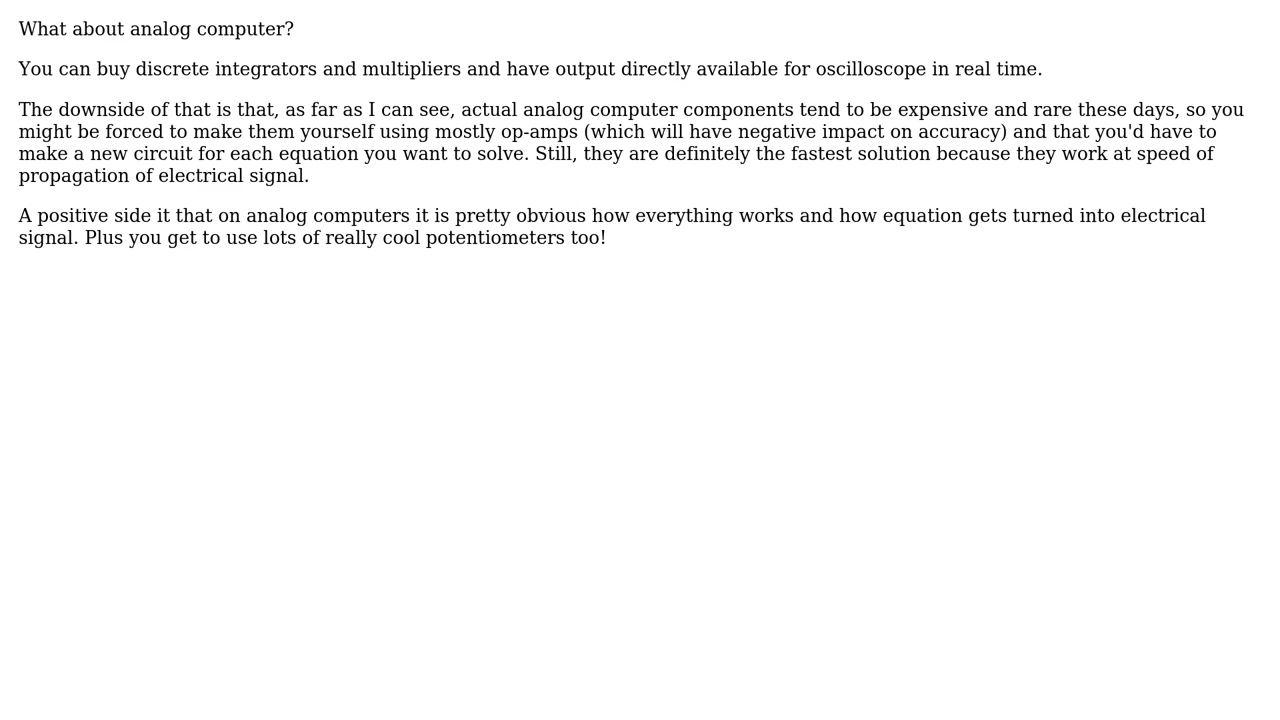 What about analog computer?
You can buy discrete integrators and multipliers and have output directly available for oscilloscope in real time.
The downside of that is that, as far as I can see, actual analog computer components tend to be expensive and rare these days, so you
might be forced to make them yourself using mostly op-amps (which will have negative impact on accuracy) and that you'd have to
make a new circuit for each equation you want to solve. Still, they are definitely the fastest solution because they work at speed of
propagation of electrical signal.
A positive side it that on analog computers it is pretty obvious how everything works and how equation gets turned into electrical
signal. Plus you get to use lots of really cool potentiometers too!